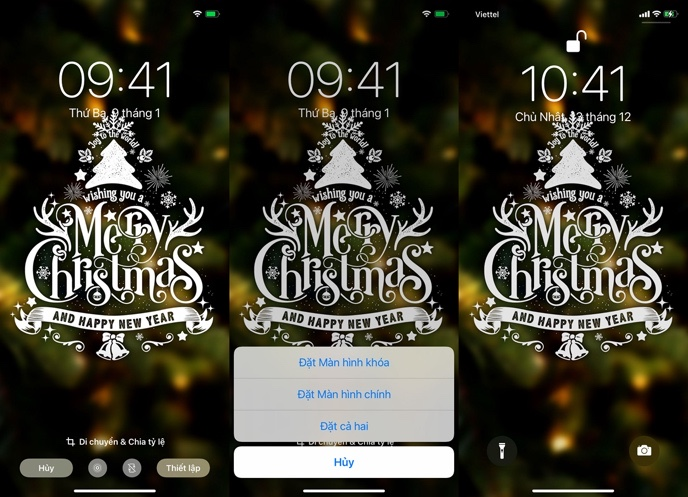 09:41
Thứ Ba, 9 tháng 1
Joy to the world!
Wishing you a
Merry
Christmas
AND HAPPY NEW YEAR
Di chuyển & Chia tỷ lệ
Hủy
Thiết lập
09:41
Thứ Ba, 9 tháng 1
Joy to the world!
Wishing you a
Merry
Christmas
AND HAPPY NEW YEAR
Đặt Màn hình khóa
Đặt Màn hình chính
Đặt cả hai
Di chuyển & Chia tỷ lệ
Hủy
Viettel
10:41
Chủ Nhật, 12 tháng 12
Joy to the world!
Wishing you a
Merry
Christmas
AND HAPPY NEW YEAR